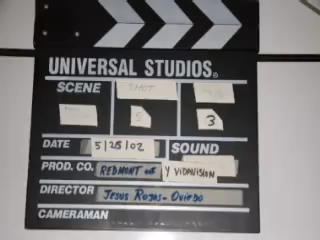 UNIVERSAL STUDIOS®
SCENE SHOT
5 3
DATE 5/25/02 SOUND
PROD. CO. REDMONT Y VIDAVISION
DIRECTOR JESUS ROJAS-OVIEDO
CAMERAMAN